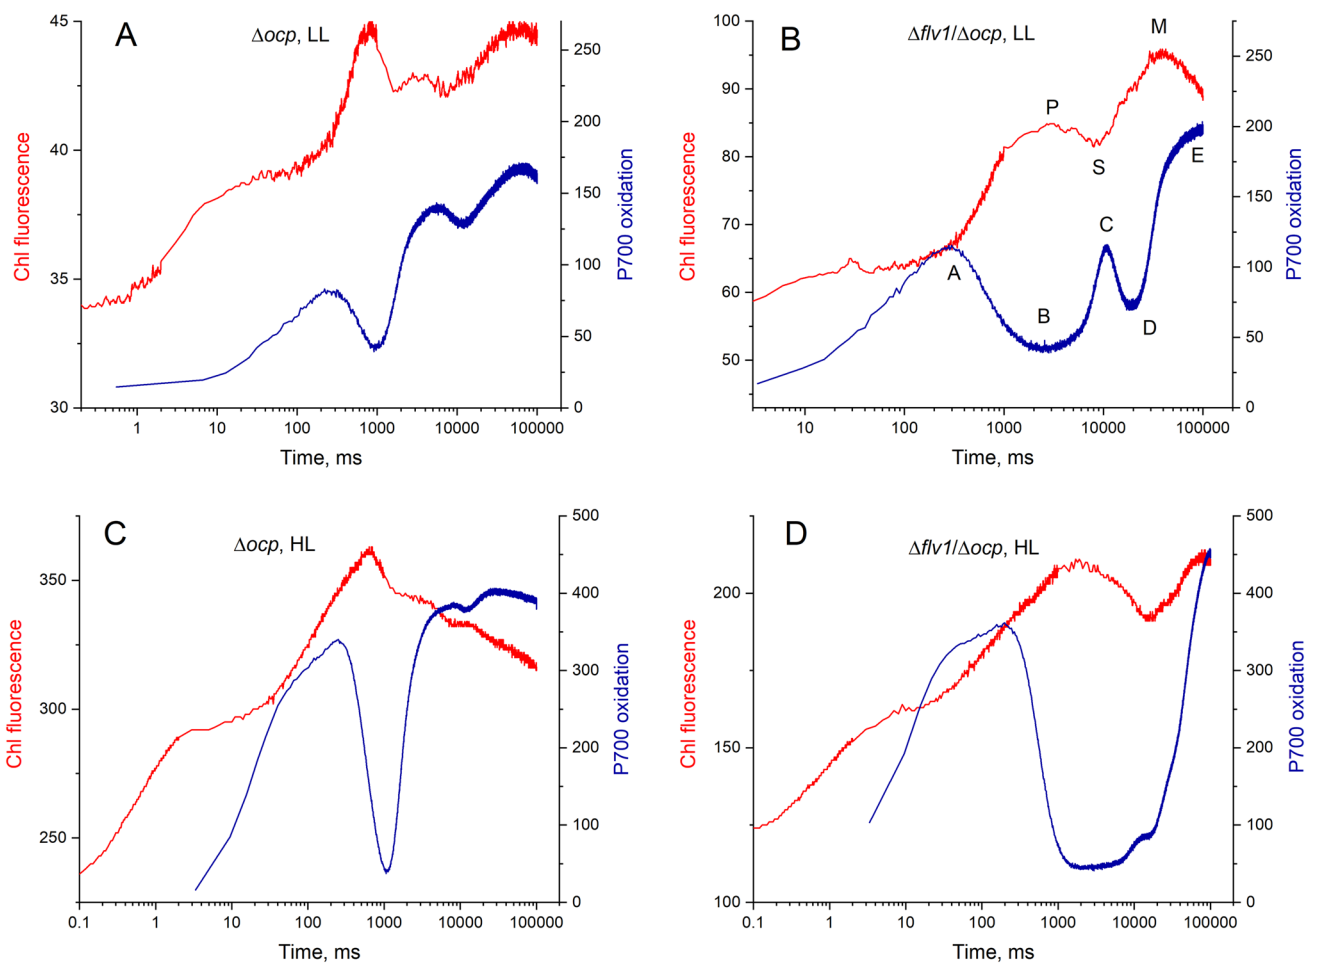 A
Δocp, LL
45
40
35
30
250
200
150
100
50
0
1
10
100
1000
10000
100000
Chl fluorescence
P700 oxidation
Time, ms
B
Δflv1/Δocp, LL
M
P
S
C
E
A
B
D
100
90
80
70
60
50
250
200
150
100
50
0
10
100
1000
10000
100000
Chl fluorescence
P700 oxidation
Time, ms
C
Δocp, HL
350
300
250
500
400
300
200
100
0
0.1
1
10
100
1000
10000
100000
Chl fluorescence
P700 oxidation
Time, ms
D
Δflv1/Δocp, HL
200
150
100
500
400
300
200
100
0
0.1
1
10
100
1000
10000
100000
Chl fluorescence
P700 oxidation
Time, ms